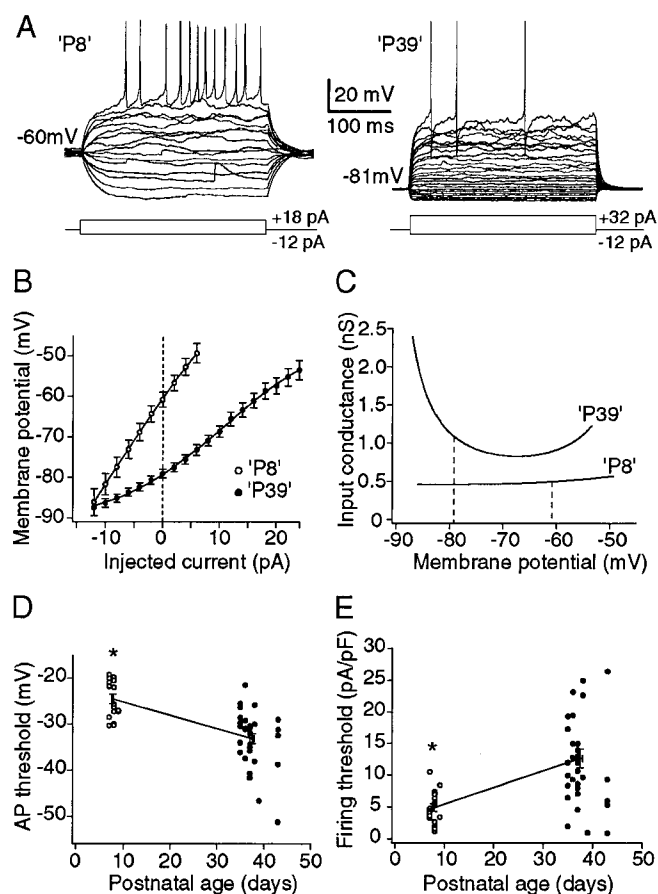 A
'P8'
'P39'
20 mV
100 ms
-60mV
-81mV
+18 pA
-12 pA
+32 pA
-12 pA
B
Membrane potential (mV)
-50
-60
-70
-80
-90
-10
0
10
20
Injected current (pA)
'P8'
'P39'
C
Input conductance (nS)
2.5
2.0
1.5
1.0
0.5
0
-90
-80
-70
-60
-50
Membrane potential (mV)
'P39'
'P8'
D
AP threshold (mV)
-20
-30
-40
-50
*
0
10
20
30
40
50
Postnatal age (days)
E
Firing threshold (pA/pF)
30
25
20
15
10
5
0
*
0
10
20
30
40
50
Postnatal age (days)